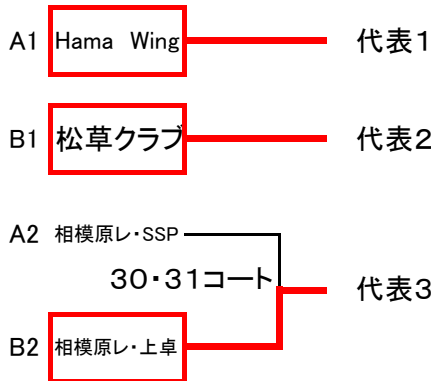 A1 Hama Wing 代表1
B1 松草クラブ 代表2
A2 相模原レ・SSP
30・31コート
代表3
B2 相模原レ・上卓